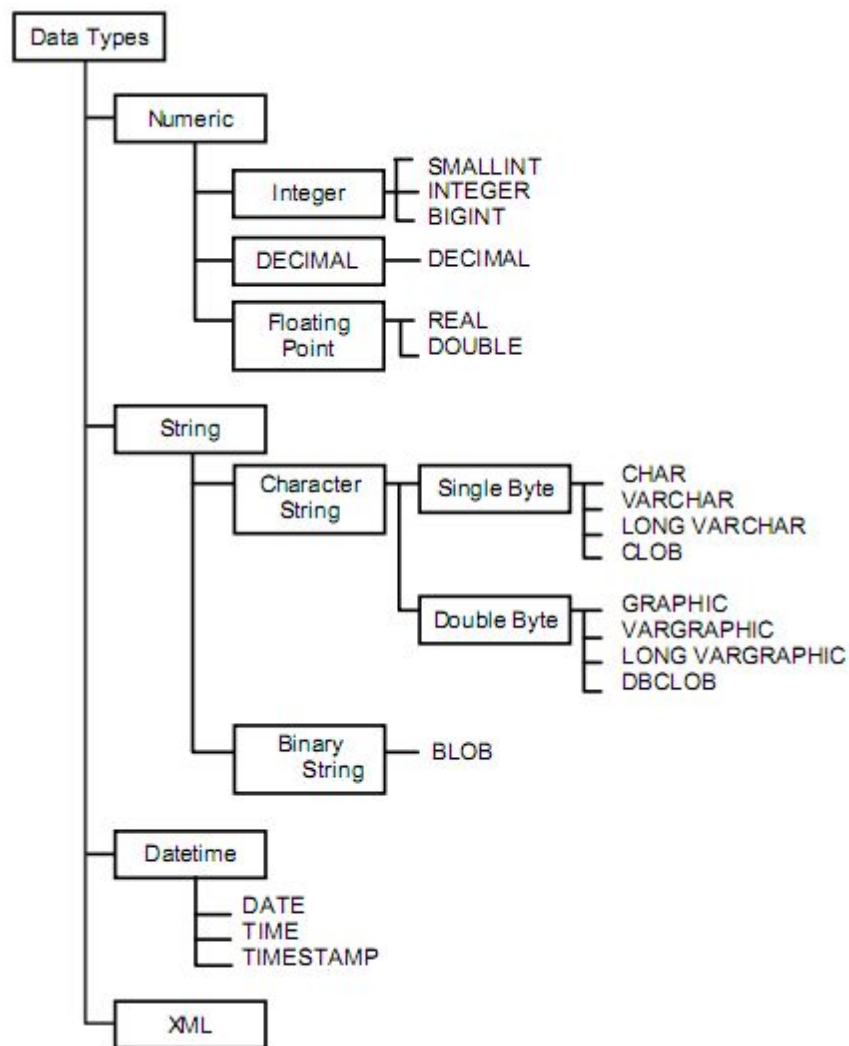 Data Types
Numeric
Integer
SMALLINT
INTEGER
BIGINT
DECIMAL
DECIMAL
Floating
Point
REAL
DOUBLE
String
Character
String
Single Byte
CHAR
VARCHAR
LONG VARCHAR
CLOB
Double Byte
GRAPHIC
VARGRAPHIC
LONG VARGRAPHIC
DBCLOB
Binary
String
BLOB
Datetime
DATE
TIME
TIMESTAMP
XML